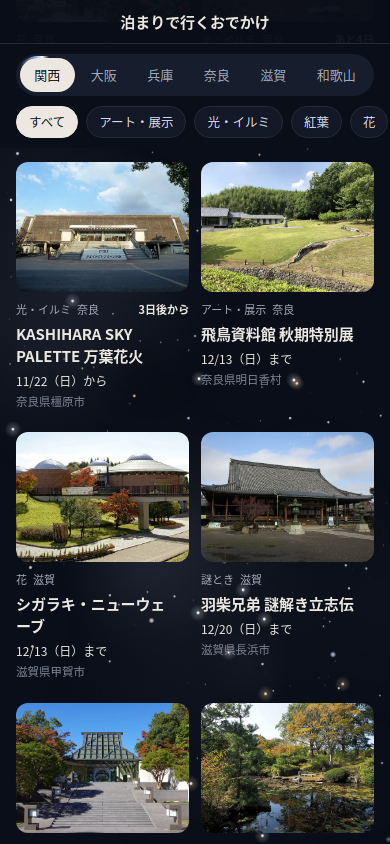 泊まりで行くおでかけ
関西 大阪 兵庫 奈良 滋賀 和歌山
すべて アート・展示 光・イルミ 紅葉 花
光・イルミ 奈良 3日後から
KASHIHARA SKY
PALETTE 万葉花火
11/22（日）から
奈良県橿原市
アート・展示 奈良
飛鳥資料館 秋期特別展
12/13（日）まで
奈良県明日香村
花 滋賀
シガラキ・ニューウェ
ーブ
12/13（日）まで
滋賀県甲賀市
謎とき 滋賀
羽柴兄弟 謎解き立志伝
12/20（日）まで
滋賀県長浜市